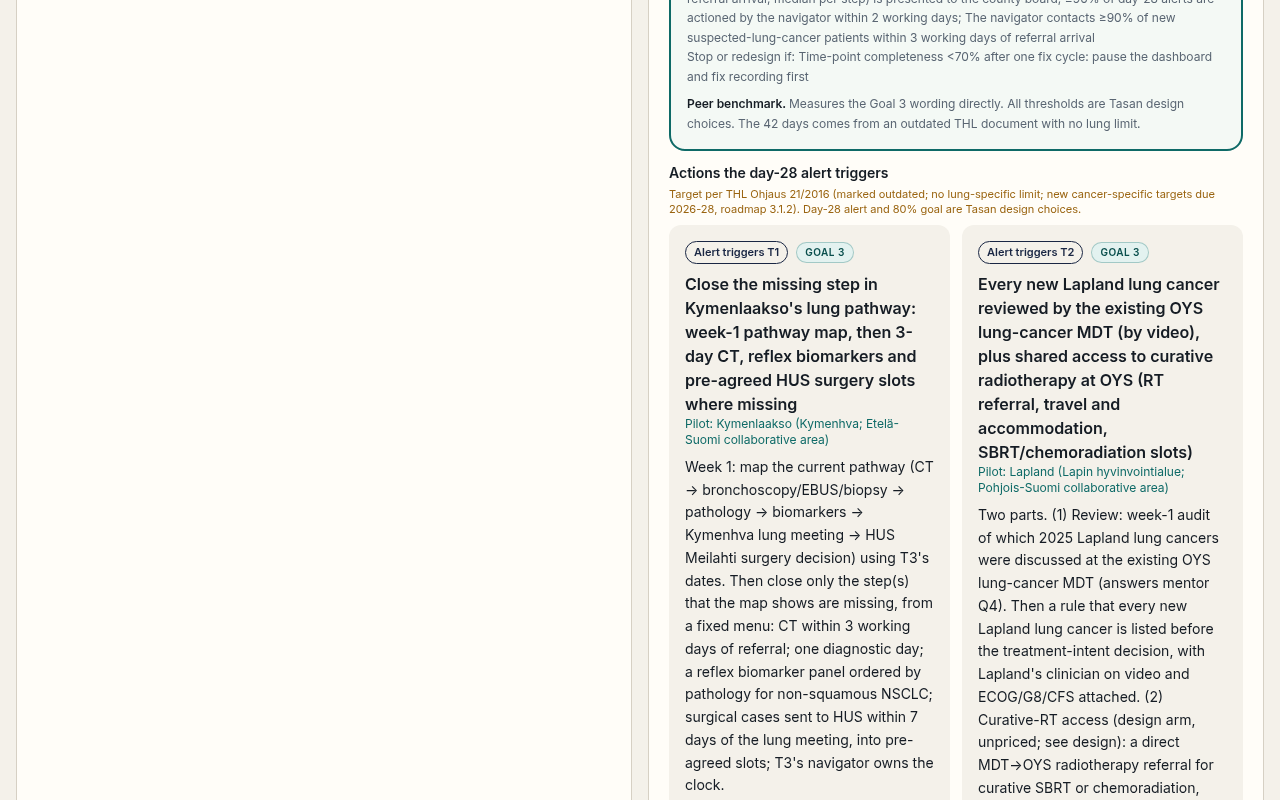 referral arrival, median per step) is presented to the county board; ≥90% of day-28 alerts are
actioned by the navigator within 2 working days; The navigator contacts ≥90% of new
suspected-lung-cancer patients within 3 working days of referral arrival
Stop or redesign if: Time-point completeness <70% after one fix cycle: pause the dashboard
and fix recording first
Peer benchmark. Measures the Goal 3 wording directly. All thresholds are Tasan design
choices. The 42 days comes from an outdated THL document with no lung limit.
Actions the day-28 alert triggers
Target per THL Ohjaus 21/2016 (marked outdated; no lung-specific limit; new cancer-specific targets due
2026-28, roadmap 3.1.2). Day-28 alert and 80% goal are Tasan design choices.
Alert triggers T1
GOAL 3
Close the missing step in
Kymenlaakso's lung pathway:
week-1 pathway map, then 3-
day CT, reflex biomarkers and
pre-agreed HUS surgery slots
where missing
Pilot: Kymenlaakso (Kymenhva; Etelä-
Suomi collaborative area)
Week 1: map the current pathway (CT
→ bronchoscopy/EBUS/biopsy →
pathology → biomarkers →
Kymenhva lung meeting → HUS
Meilahti surgery decision) using T3's
dates. Then close only the step(s)
that the map shows are missing, from
a fixed menu: CT within 3 working
days of referral; one diagnostic day;
a reflex biomarker panel ordered by
pathology for non-squamous NSCLC;
surgical cases sent to HUS within 7
days of the lung meeting, into pre-
agreed slots; T3's navigator owns the
clock.
Alert triggers T2
GOAL 3
Every new Lapland lung cancer
reviewed by the existing OYS
lung-cancer MDT (by video),
plus shared access to curative
radiotherapy at OYS (RT
referral, travel and
accommodation,
SBRT/chemoradiation slots)
Pilot: Lapland (Lapin hyvinvointialue;
Pohjois-Suomi collaborative area)
Two parts. (1) Review: week-1 audit
of which 2025 Lapland lung cancers
were discussed at the existing OYS
lung-cancer MDT (answers mentor
Q4). Then a rule that every new
Lapland lung cancer is listed before
the treatment-intent decision, with
Lapland's clinician on video and
ECOG/G8/CFS attached. (2)
Curative-RT access (design arm,
unpriced; see design): a direct
MDT→OYS radiotherapy referral for
curative SBRT or chemoradiation,